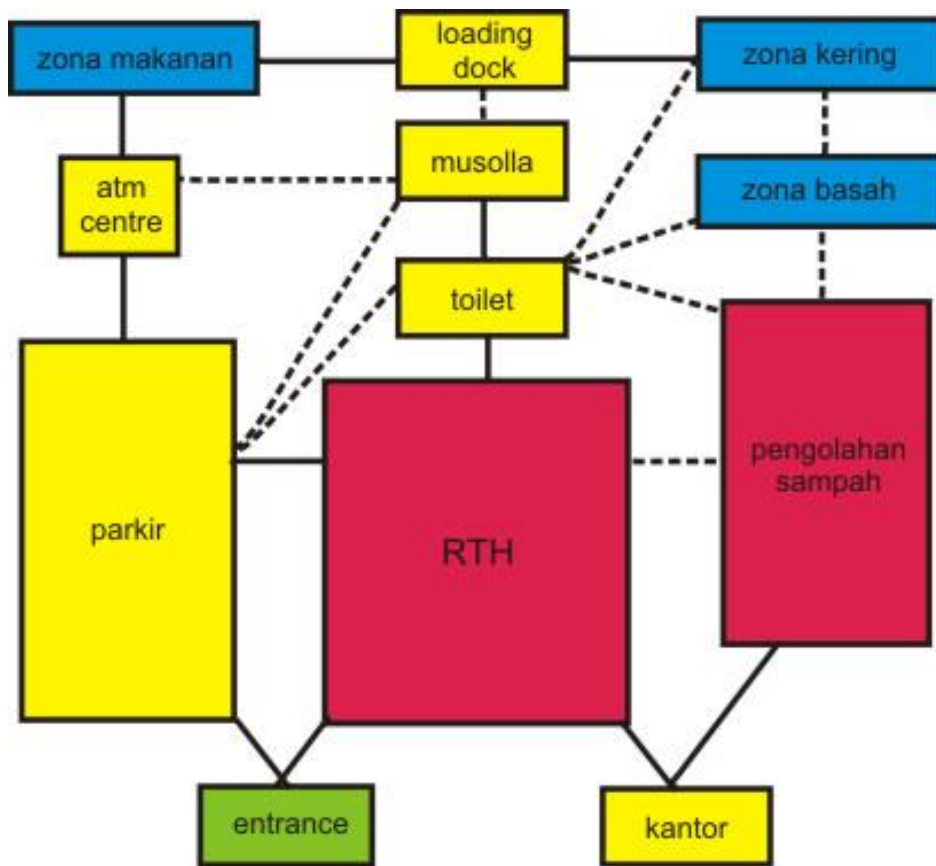 zona makanan
loading
dock
zona kering
musolla
atm
centre
zona basah
toilet
parkir
RTH
pengolahan
sampah
entrance
kantor